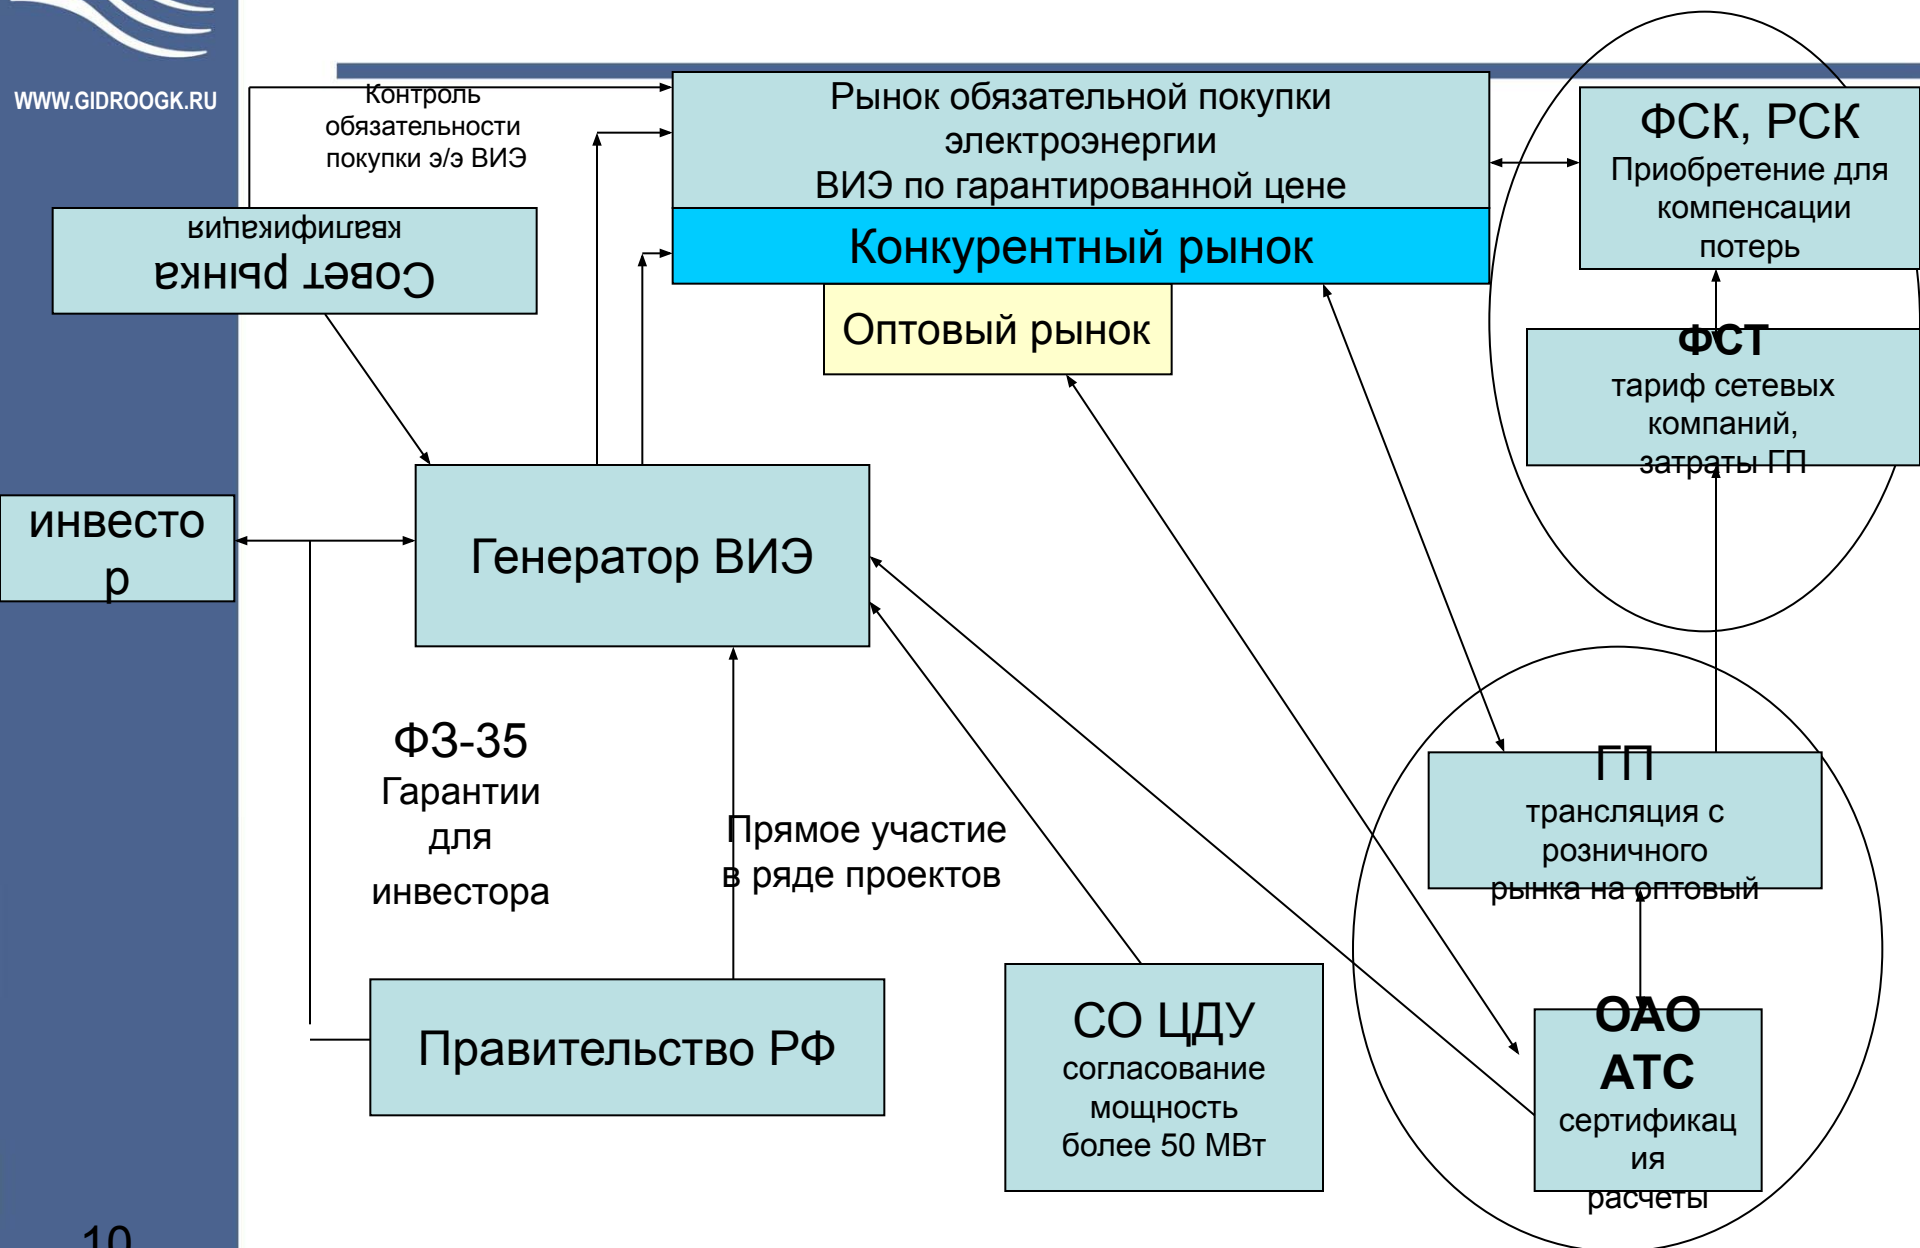 WWW.GIDROOGK.RU
Контроль
обязательности
покупки э/э ВИЭ
Рынок обязательной покупки
электроэнергии
ВИЭ по гарантированной цене
Конкурентный рынок
Оптовый рынок
ФСК, РСК
Приобретение для
компенсации
потерь
Совет рынка
квалификация
ФСТ
тариф сетевых
компаний,
затраты ГП
инвесто
р
Генератор ВИЭ
ФЗ-35
Гарантии
для
инвестора
Прямое участие
в ряде проектов
ГП
трансляция с
розничного
рынка на оптовый
Правительство РФ
СО ЦДУ
согласование
мощность
более 50 МВт
ОАО
АТС
сертификац
ия
расчеты
10